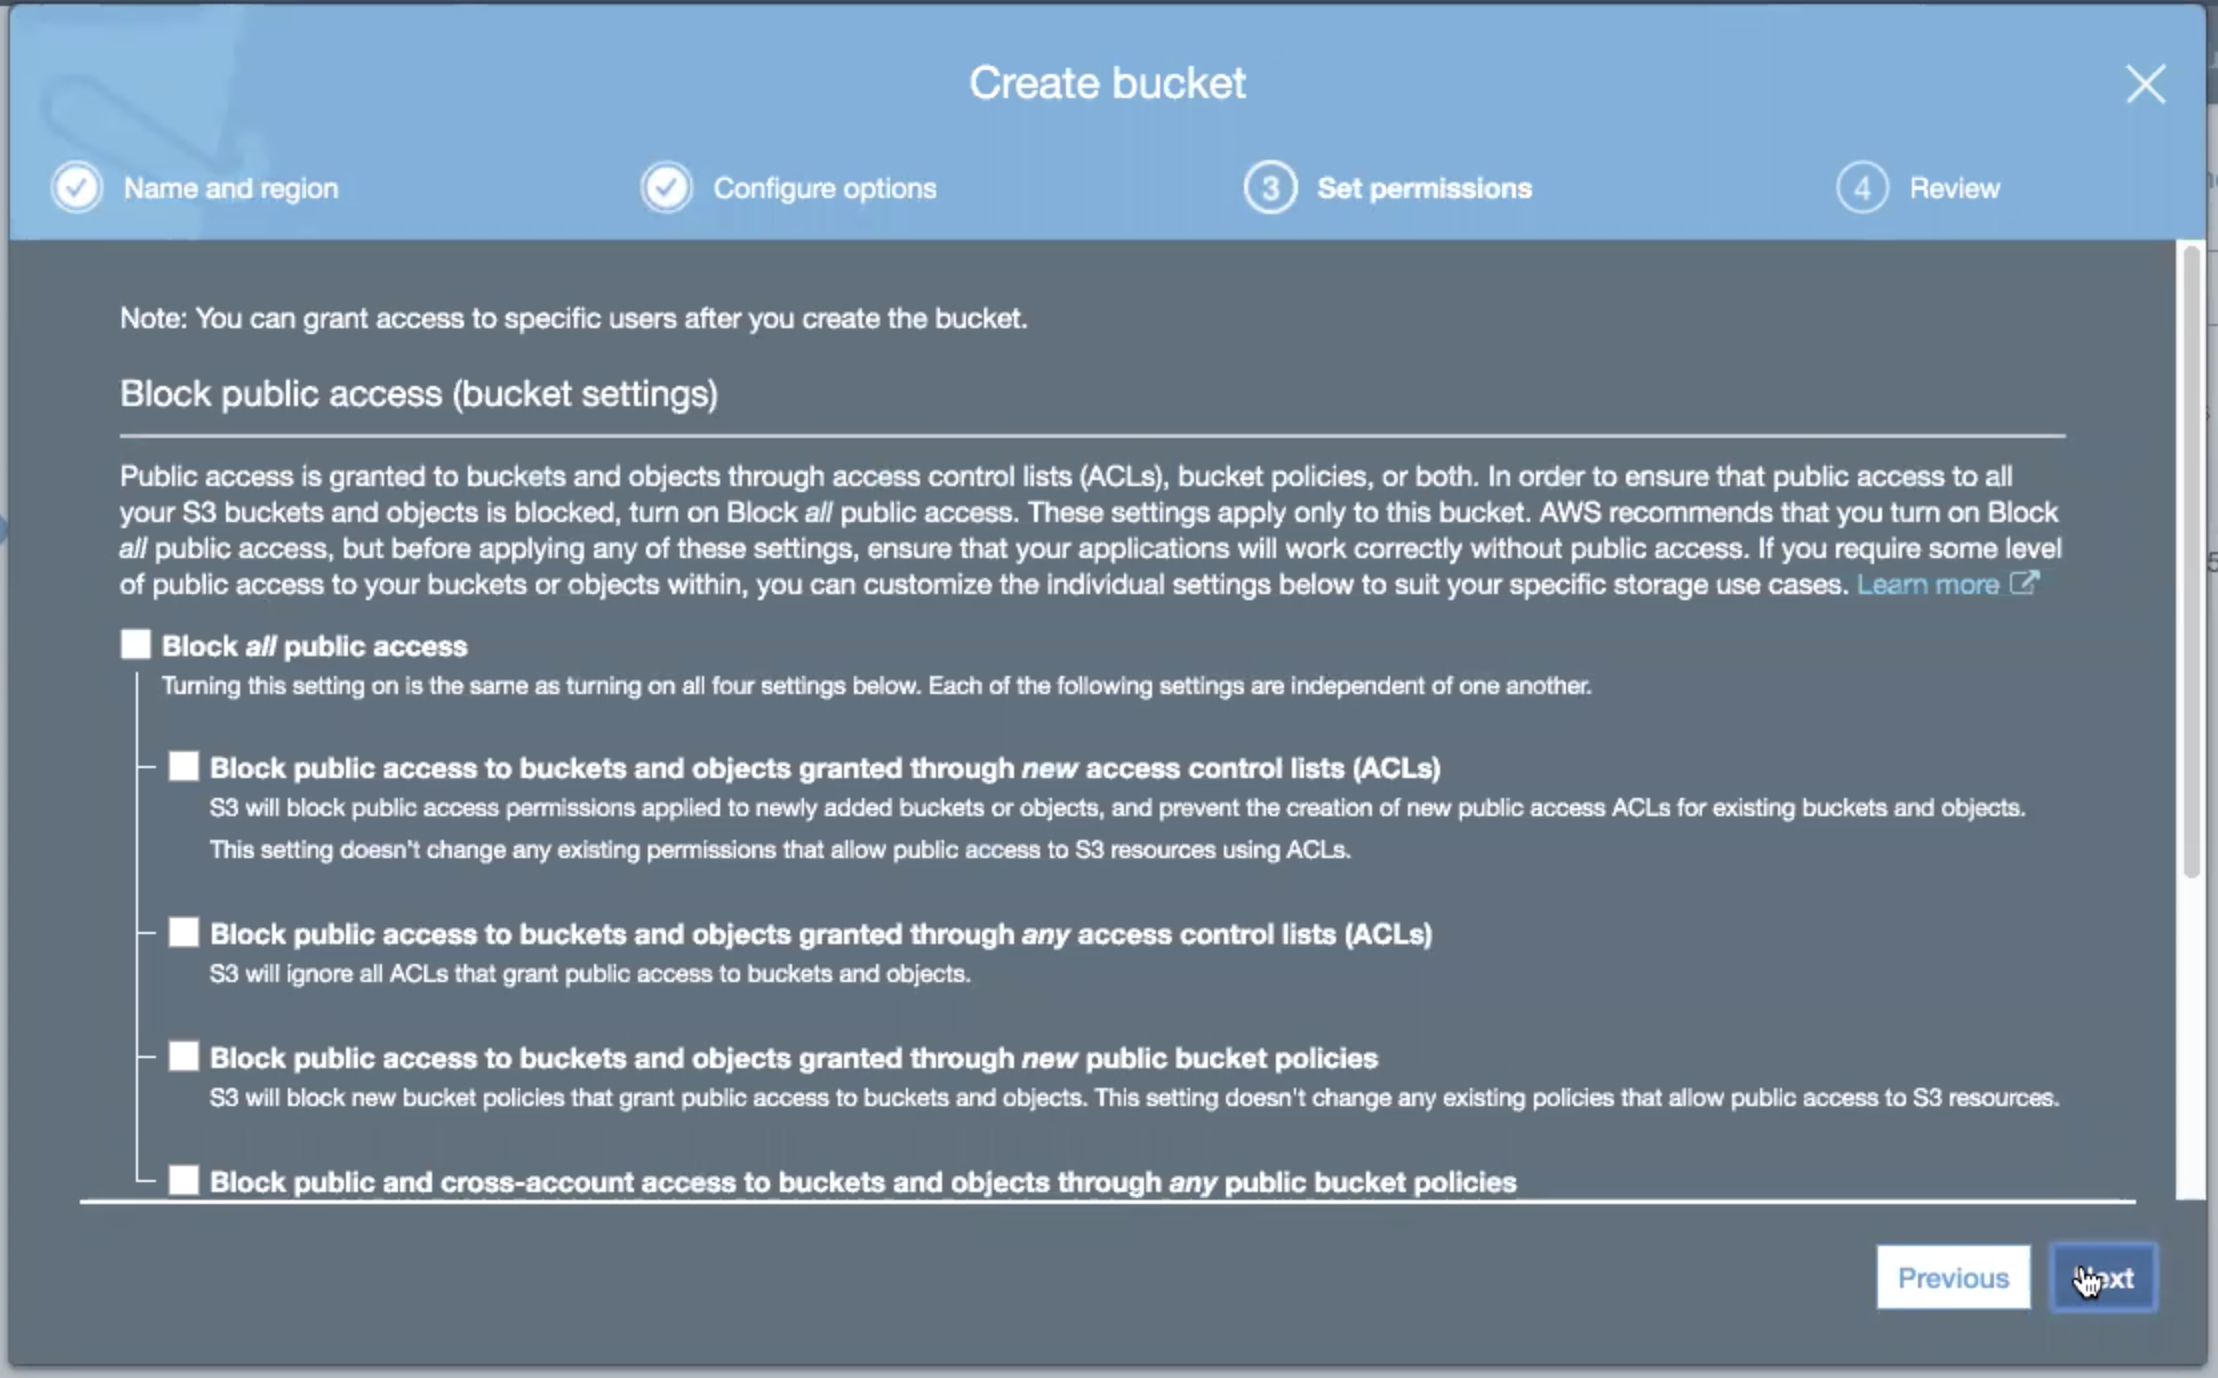 Create bucket
Name and region
Configure options
3 Set permissions
4 Review
Note: You can grant access to specific users after you create the bucket.
Block public access (bucket settings)
Public access is granted to buckets and objects through access control lists (ACLs), bucket policies, or both. In order to ensure that public access to all
your S3 buckets and objects is blocked, turn on Block all public access. These settings apply only to this bucket. AWS recommends that you turn on Block
all public access, but before applying any of these settings, ensure that your applications will work correctly without public access. If you require some level
of public access to your buckets or objects within, you can customize the individual settings below to suit your specific storage use cases. Learn more
Block all public access
Turning this setting on is the same as turning on all four settings below. Each of the following settings are independent of one another.
Block public access to buckets and objects granted through new access control lists (ACLs)
S3 will block public access permissions applied to newly added buckets or objects, and prevent the creation of new public access ACLs for existing buckets and objects.
This setting doesn't change any existing permissions that allow public access to S3 resources using ACLs.
Block public access to buckets and objects granted through any access control lists (ACLs)
S3 will ignore all ACLs that grant public access to buckets and objects.
Block public access to buckets and objects granted through new public bucket policies
S3 will block new bucket policies that grant public access to buckets and objects. This setting doesn't change any existing policies that allow public access to S3 resources.
Block public and cross-account access to buckets and objects through any public bucket policies
Previous
Next